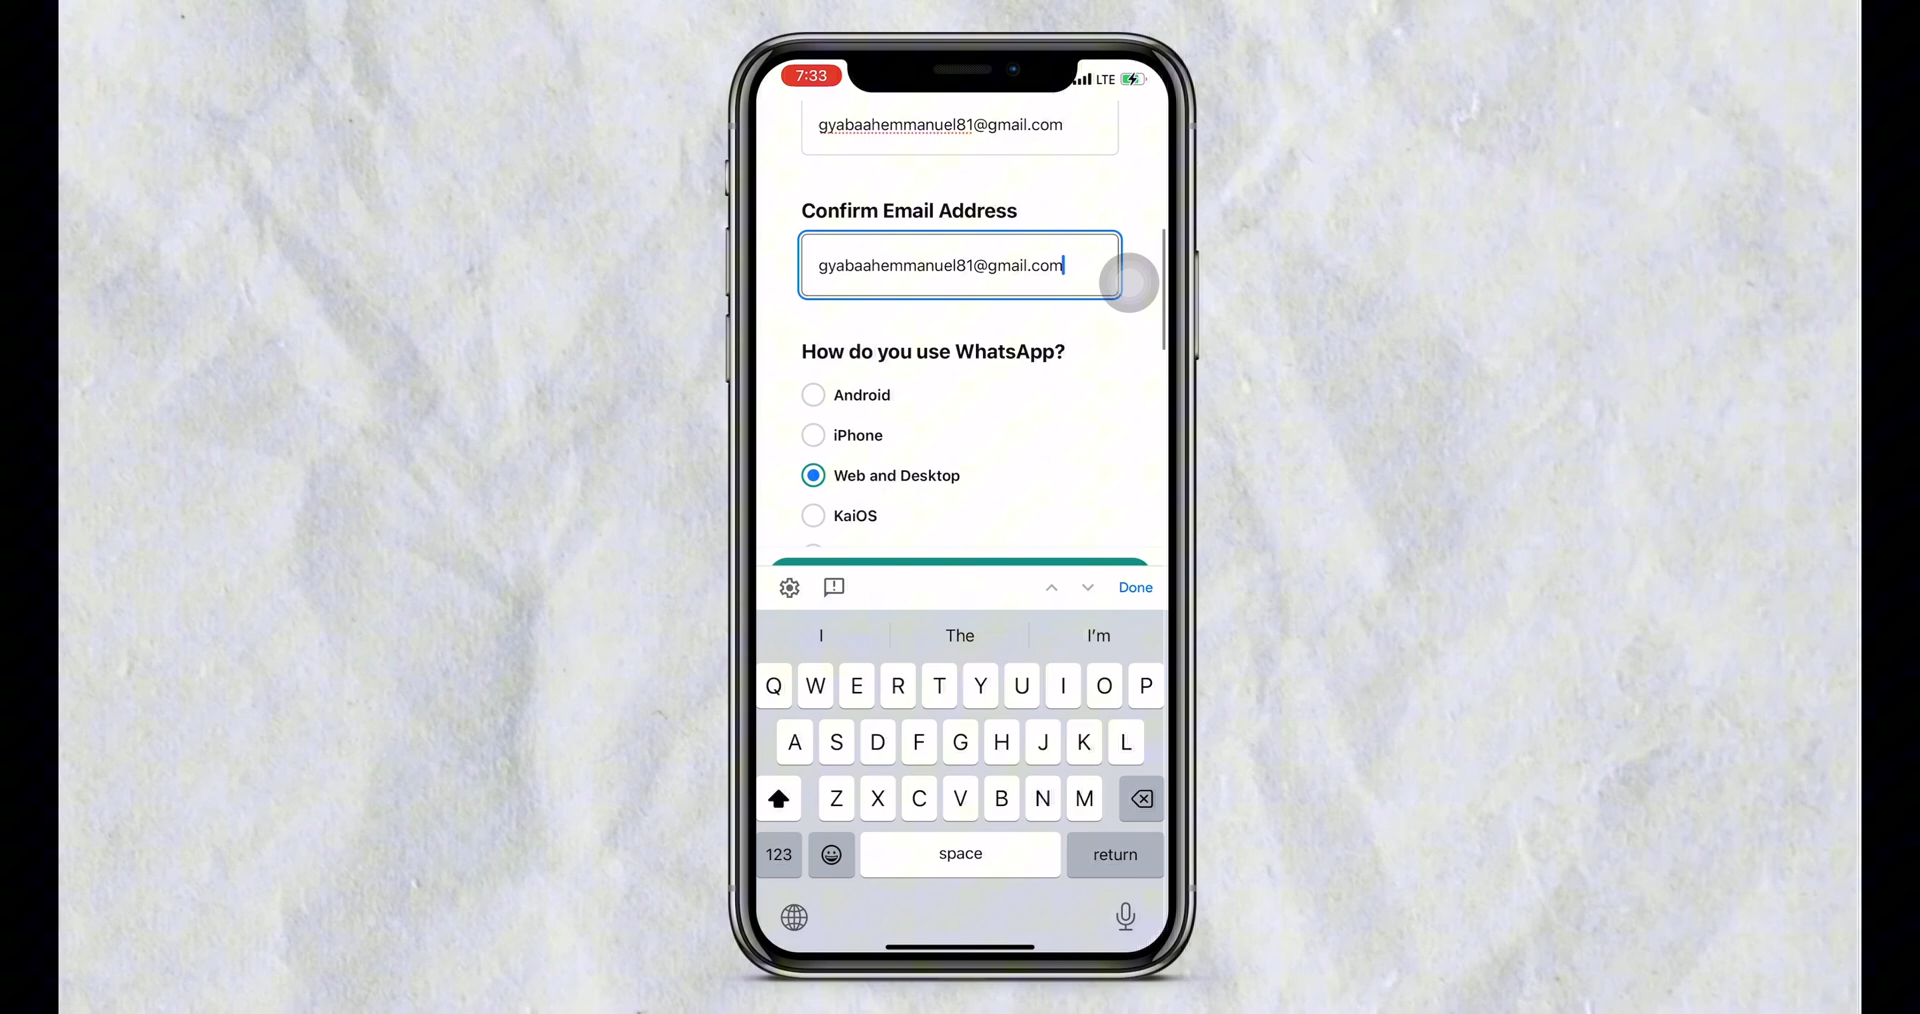 7:33
LTE
gyabaahemmanuel81@gmail.com
Confirm Email Address
gyabaahemmanuel81@gmail.com
How do you use WhatsApp?
Android
iPhone
Web and Desktop
KaiOS
Done
I The I'm
Q W E R T Y U I O P
A S D F G H J K L
Z X C V B N M
123 space return